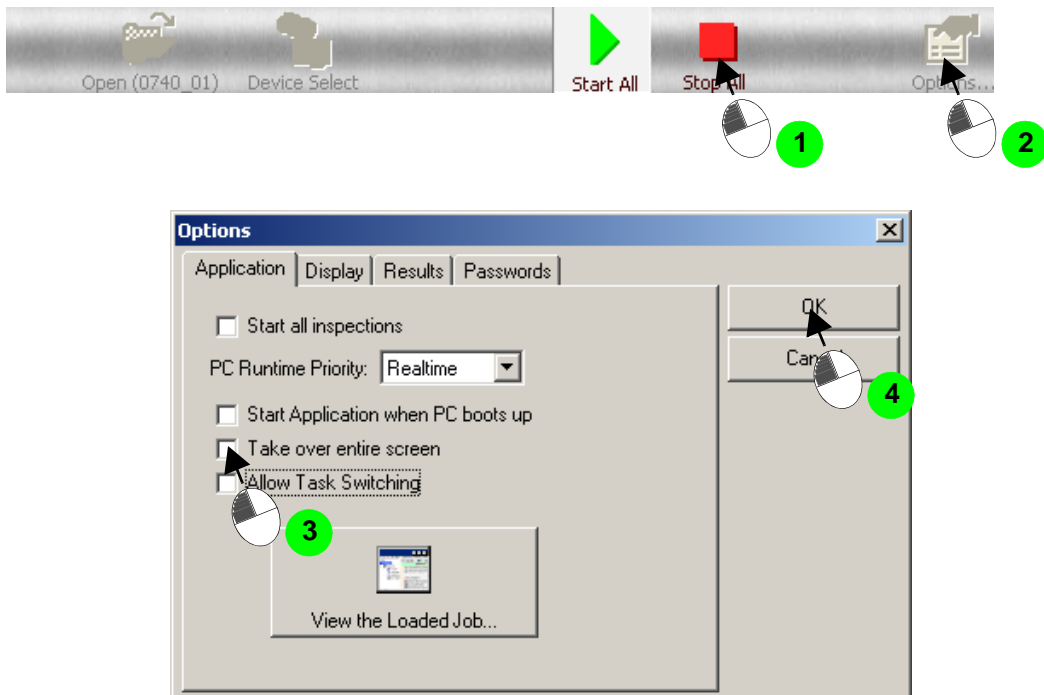 Open (0740_01) Device Select Start All Stop All Options...
1 2
Options
Application Display Results Passwords
Start all inspections
PC Runtime Priority: Realtime
Start Application when PC boots up
Take over entire screen
Allow Task Switching
3
View the Loaded Job...
OK
Cancel
4